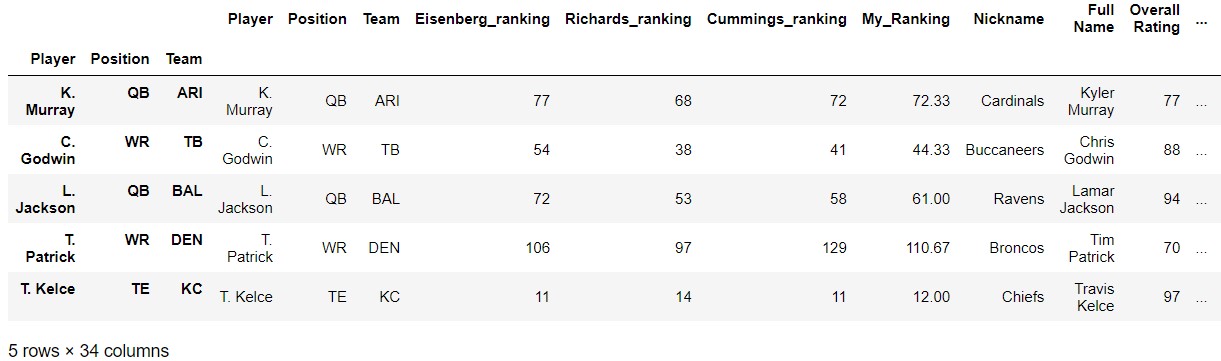 Player Position Team Eisenberg_ranking Richards_ranking Cummings_ranking My_Ranking Nickname Full Name Overall Rating ...
Player Position Team
K. Murray QB ARI K. Murray QB ARI 77 68 72 72.33 Cardinals Kyler Murray 77 ...
C. Godwin WR TB C. Godwin WR TB 54 38 41 44.33 Buccaneers Chris Godwin 88 ...
L. Jackson QB BAL L. Jackson QB BAL 72 53 58 61.00 Ravens Lamar Jackson 94 ...
T. Patrick WR DEN T. Patrick WR DEN 106 97 129 110.67 Broncos Tim Patrick 70 ...
T. Kelce TE KC T. Kelce TE KC 11 14 11 12.00 Chiefs Travis Kelce 97 ...
5 rows × 34 columns